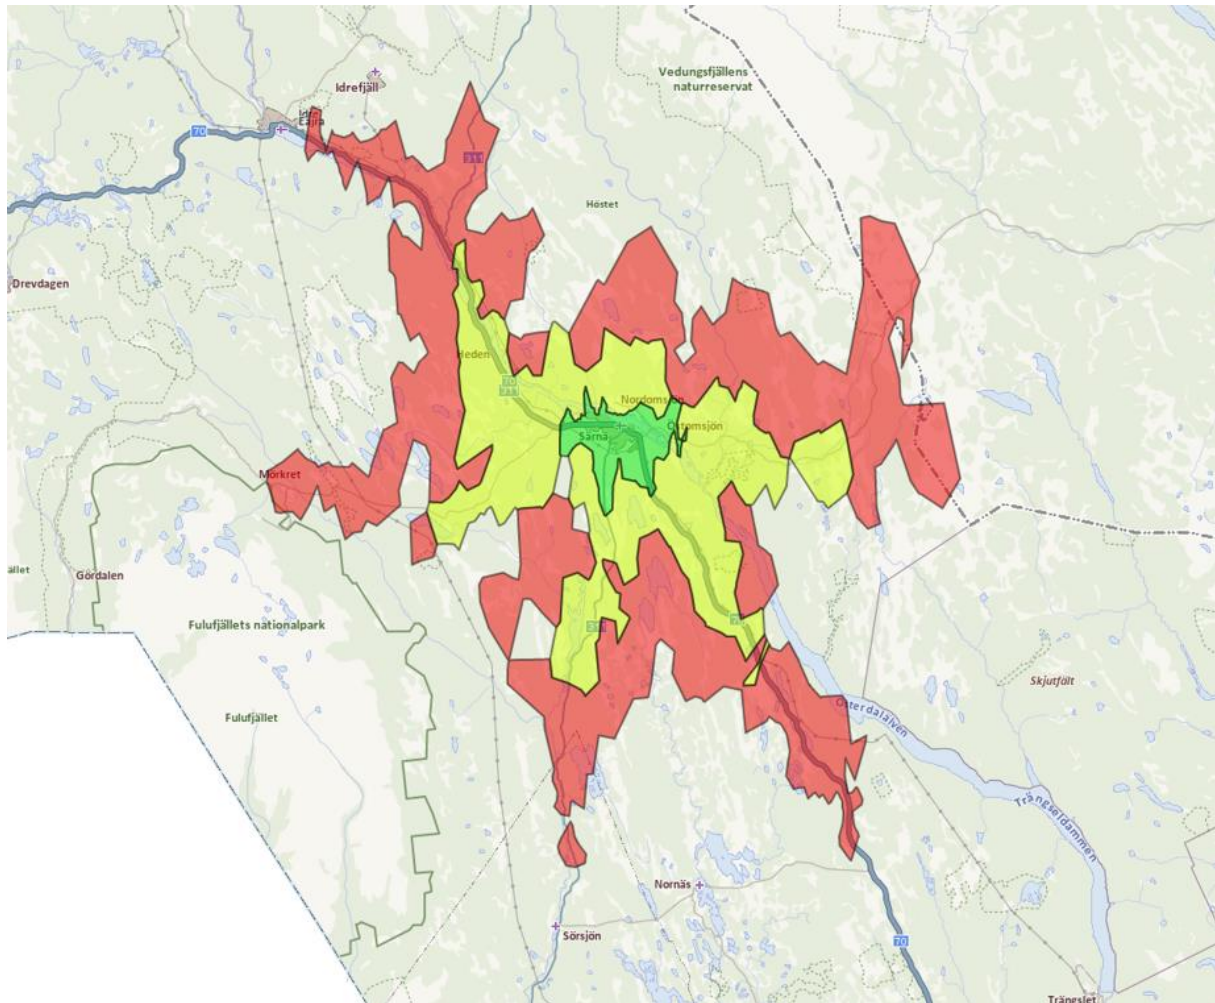 Idrefjäll
Vedungsfjällens
naturreservat
70
Idre
311
Höstet
Drevdagen
Heden
70
311
Nordomsjön
Särna
Östomsjön
Mörkret
ället
Gördalen
Fulufjällets nationalpark
311
70
Skjutfält
Fulufjället
Österdalälven
Trängseldammen
Nornäs
Sörsjön
70
Trängslet